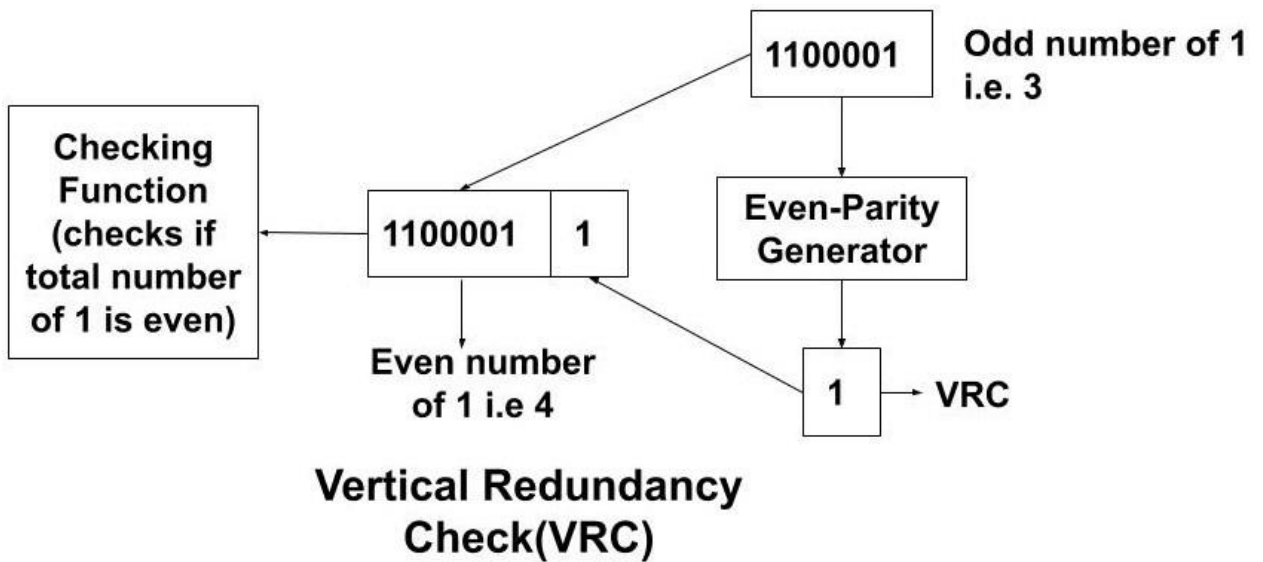 1100001
Odd number of 1
i.e. 3
Checking
Function
(checks if
total number
of 1 is even)
1100001
1
Even-Parity
Generator
Even number
of 1 i.e 4
1
VRC
Vertical Redundancy
Check(VRC)